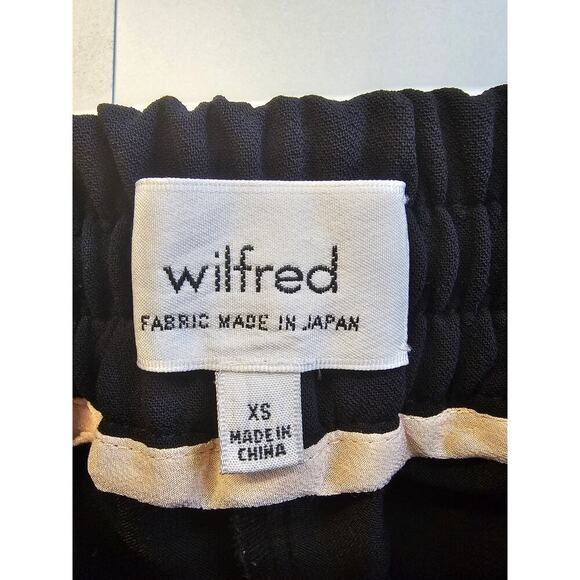 wilfred
FABRIC MADE IN JAPAN
XS
MADE IN
CHINA